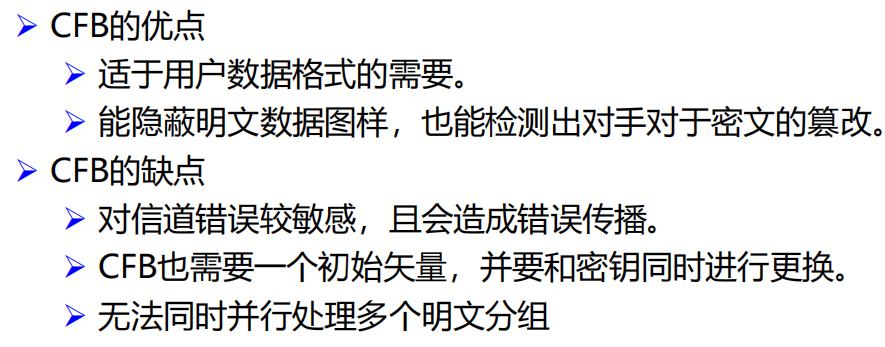 CFB的优点
适于用户数据格式的需要。
能隐蔽明文数据图样，也能检测出对手对于密文的篡改。
CFB的缺点
对信道错误较敏感，且会造成错误传播。
CFB也需要一个初始矢量，并要和密钥同时进行更换。
无法同时并行处理多个明文分组